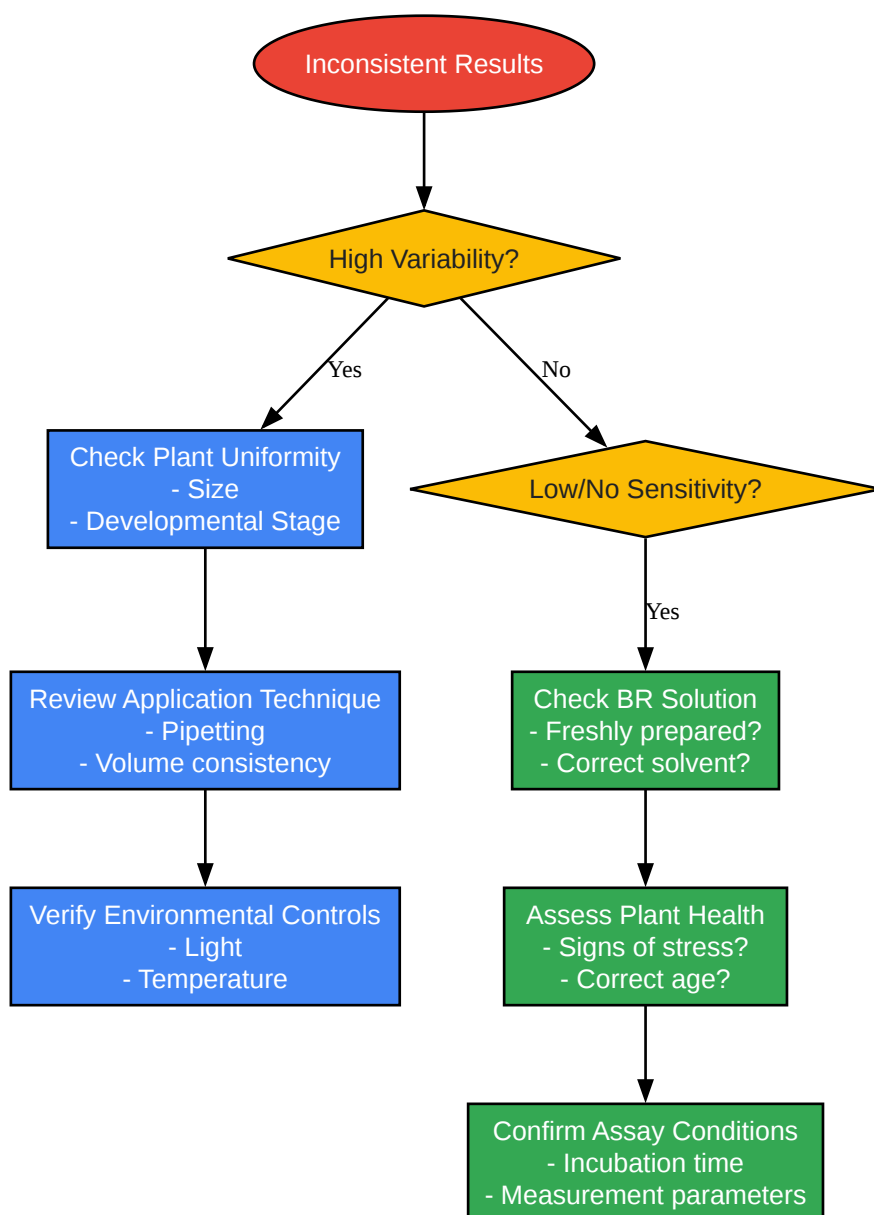 Inconsistent Results
High Variability?
Yes
No
Check Plant Uniformity
- Size
- Developmental Stage
Low/No Sensitivity?
Yes
Review Application Technique
- Pipetting
- Volume consistency
Check BR Solution
- Freshly prepared?
- Correct solvent?
Verify Environmental Controls
- Light
- Temperature
Assess Plant Health
- Signs of stress?
- Correct age?
Confirm Assay Conditions
- Incubation time
- Measurement parameters